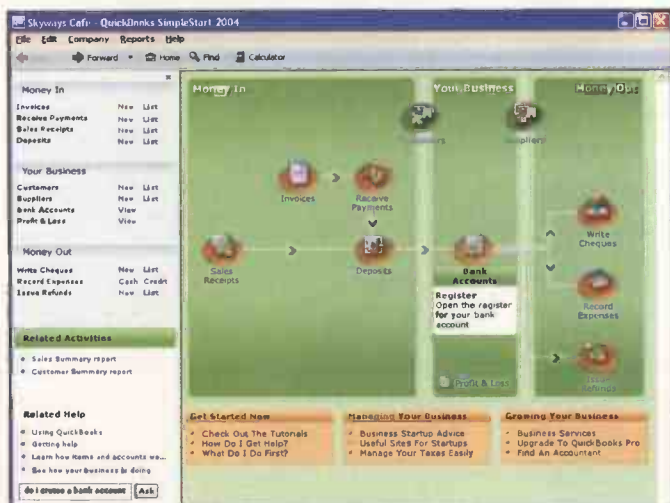 Skyways Cafe - QuickBooks SimpleStart 2004
File Edit Company Reports Help
Forward Home Find Calculator
Money In
Invoices New List
Receive Payments New List
Sales Receipts New List
Deposits New List
Your Business
Customers New List
Suppliers New List
Bank Accounts View
Profit & Loss View
Money Out
Write Cheques New List
Record Expenses Cash Credit
Issue Refunds New List
Related Activities
Sales Summary report
Customer Summary report
Related Help
Using QuickBooks
Getting help
Learn how items and accounts wo...
See how your business is doing
do I create a bank account Ask
Money In
Invoices
Receive Payments
Sales Receipts
Deposits
Your Business
Suppliers
Bank Accounts
Register
Open the register
for your bank
account
Profit & Loss
Money Out
Write
Cheques
Record
Expenses
Issue
Refunds
Get Started Now
Check Out The Tutorials
How Do I Get Help?
What Do I Do First?
Managing Your Business
Business Startup Advice
Useful Sites For Startups
Manage Your Taxes Easily
Growing Your Business
Business Services
Upgrade To QuickBooks Pro
Find An Accountant